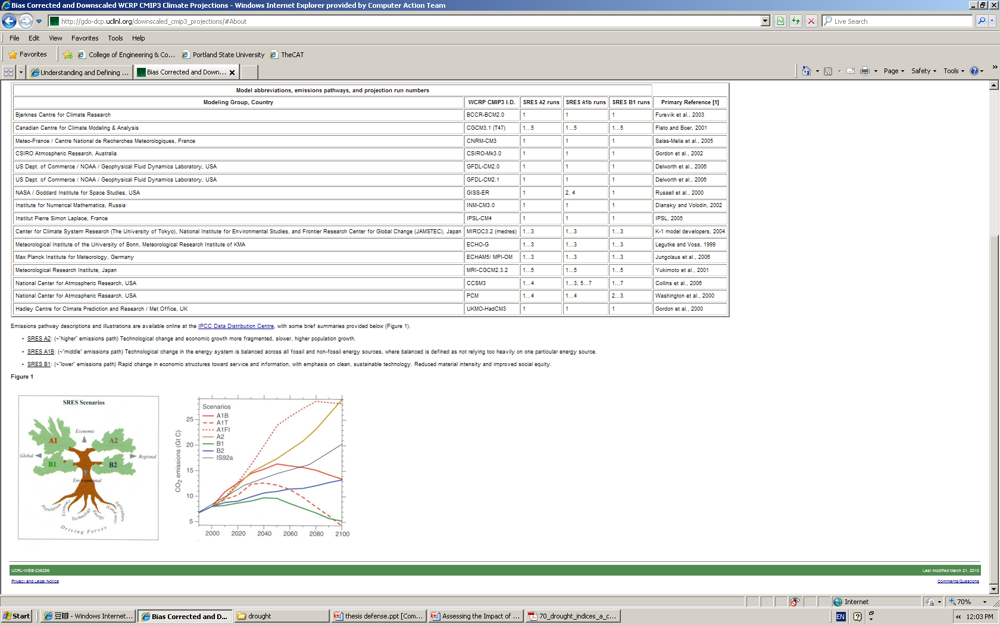 Bias Corrected and Downscaled WCRP CMIP3 Climate Projections - Windows Internet Explorer provided by Computer Action Team
http://gdo-dcp.ucllnl.org/downscaled_cmip3_projections/#About
Live Search
File Edit View Favorites Tools Help
Favorites College of Engineering & Co... Portland State University TheCAT
Understanding and Defining ... Bias Corrected and Down... Page Safety Tools
Model abbreviations, emissions pathways, and projection run numbers
Modeling Group, Country WCRP CMIP3 I.D. SRES A2 runs SRES A1b runs SRES B1 runs Primary Reference [1]
Bjerknes Centre for Climate Research BCCR-BCM2.0 1 1 1 Furevik et al., 2003
Canadian Centre for Climate Modeling & Analysis CGCM3.1 (T47) 1...5 1...5 1...5 Flato and Boer, 2001
Meteo-France / Centre National de Recherches Meteorologiques, France CNRM-CM3 1 1 1 Salas-Melia et al., 2005
CSIRO Atmospheric Research, Australia CSIRO-Mk3.0 1 1 1 Gordon et al., 2002
US Dept. of Commerce / NOAA / Geophysical Fluid Dynamics Laboratory, USA GFDL-CM2.0 1 1 1 Delworth et al., 2006
US Dept. of Commerce / NOAA / Geophysical Fluid Dynamics Laboratory, USA GFDL-CM2.1 1 1 1 Delworth et al., 2006
NASA / Goddard Institute for Space Studies, USA GISS-ER 1 2, 4 1 Russell et al., 2000
Institute for Numerical Mathematics, Russia INM-CM3.0 1 1 1 Diansky and Volodin, 2002
Institut Pierre Simon Laplace, France IPSL-CM4 1 1 1 IPSL, 2005
Center for Climate System Research (The University of Tokyo), National Institute for Environmental Studies, and Frontier Research Center for Global Change (JAMSTEC), Japan MIROC3.2 (medres) 1...3 1...3 1...3 K-1 model developers, 2004
Meteorological Institute of the University of Bonn, Meteorological Research Institute of KMA ECHO-G 1...3 1...3 1...3 Legutke and Voss, 1999
Max Planck Institute for Meteorology, Germany ECHAM5/ MPI-OM 1...3 1...3 1...3 Jungclaus et al., 2006
Meteorological Research Institute, Japan MRI-CGCM2.3.2 1...5 1...5 1...5 Yukimoto et al., 2001
National Center for Atmospheric Research, USA CCSM3 1...4 1...3, 5...7 1...7 Collins et al., 2006
National Center for Atmospheric Research, USA PCM 1...4 1...4 2...3 Washington et al., 2000
Hadley Centre for Climate Prediction and Research / Met Office, UK UKMO-HadCM3 1 1 1 Gordon et al., 2000
Emissions pathway descriptions and illustrations are available online at the IPCC Data Distribution Centre, with some brief summaries provided below (Figure 1).
• SRES A2: (~"higher" emissions path) Technological change and economic growth more fragmented, slower, higher population growth.
• SRES A1B: (~"middle" emissions path) Technological change in the energy system is balanced across all fossil and non-fossil energy sources, where balanced is defined as not relying too heavily on one particular energy source.
• SRES B1: (~"lower" emissions path) Rapid change in economic structures toward service and information, with emphasis on clean, sustainable technology. Reduced material intensity and improved social equity.
Figure 1
SRES Scenarios
Economic
A1 A2
Global Regional
B1 B2
Environmental
Population Economy Technology Energy Agriculture (Land-use)
Driving Forces
Scenarios
A1B
A1T
A1FI
A2
B1
B2
IS92a
CO2 emissions (Gt C)
25
20
15
10
5
2000 2020 2040 2060 2080 2100
UCRL-WEB-236256 Last modified March 21, 2010
Privacy and Legal Notice Comments/Questions
Internet 70%
Start 豆瓣 - Windows Internet... Bias Corrected and D... drought thesis defense.ppt [Com... Assessing the Impact of ... 70_drought_indices_a_c... EN « 12:03 PM